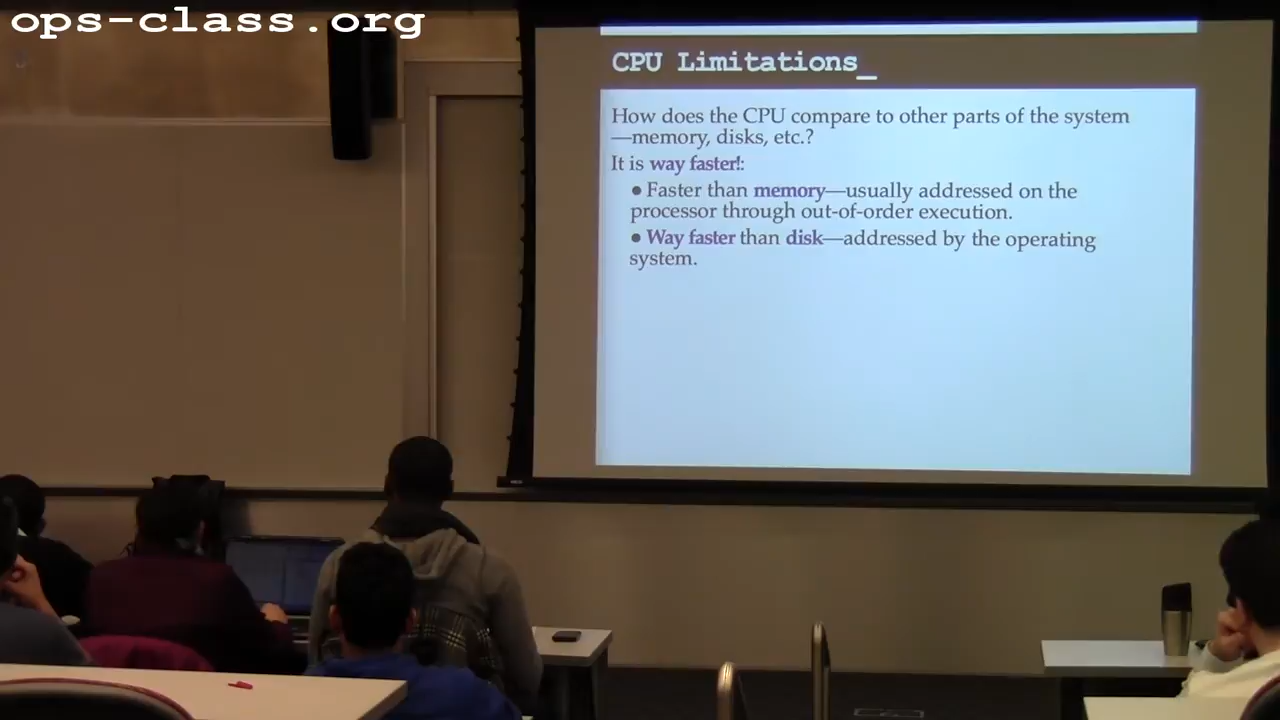 ops-class.org
CPU Limitations_
How does the CPU compare to other parts of the system
—memory, disks, etc.?
It is way faster!:
● Faster than memory—usually addressed on the
processor through out-of-order execution.
● Way faster than disk—addressed by the operating
system.